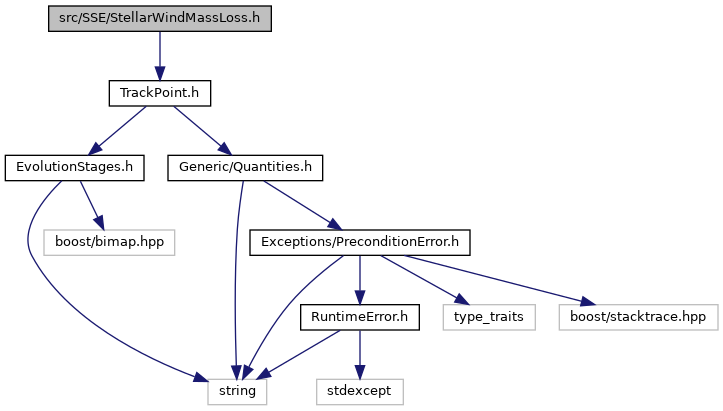 src/SSE/StellarWindMassLoss.h
TrackPoint.h
EvolutionStages.h
Generic/Quantities.h
boost/bimap.hpp
Exceptions/PreconditionError.h
RuntimeError.h
type_traits
boost/stacktrace.hpp
string
stdexcept